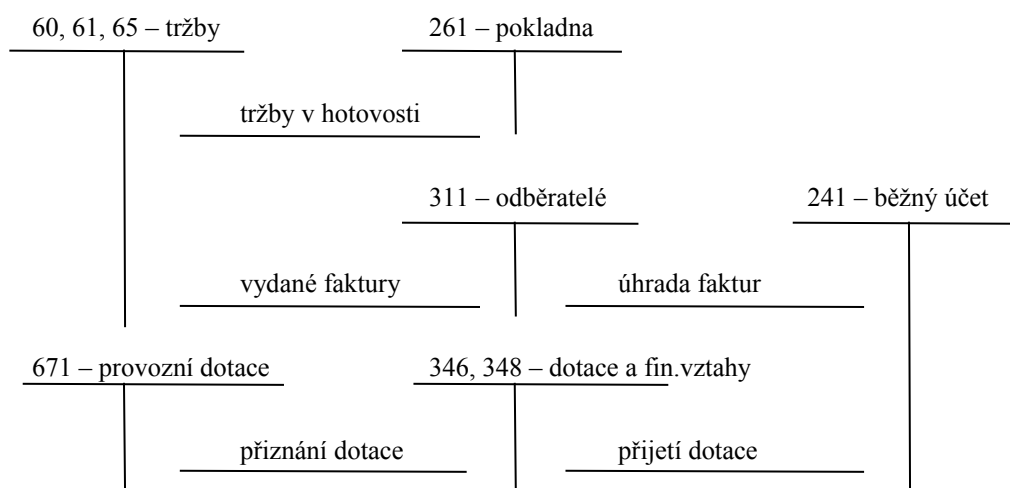 60, 61, 65 – tržby
261 – pokladna
tržby v hotovosti
311 – odběratelé
241 – běžný účet
vydané faktury
úhrada faktur
671 – provozní dotace
346, 348 – dotace a fin.vztahy
přiznání dotace
přijetí dotace